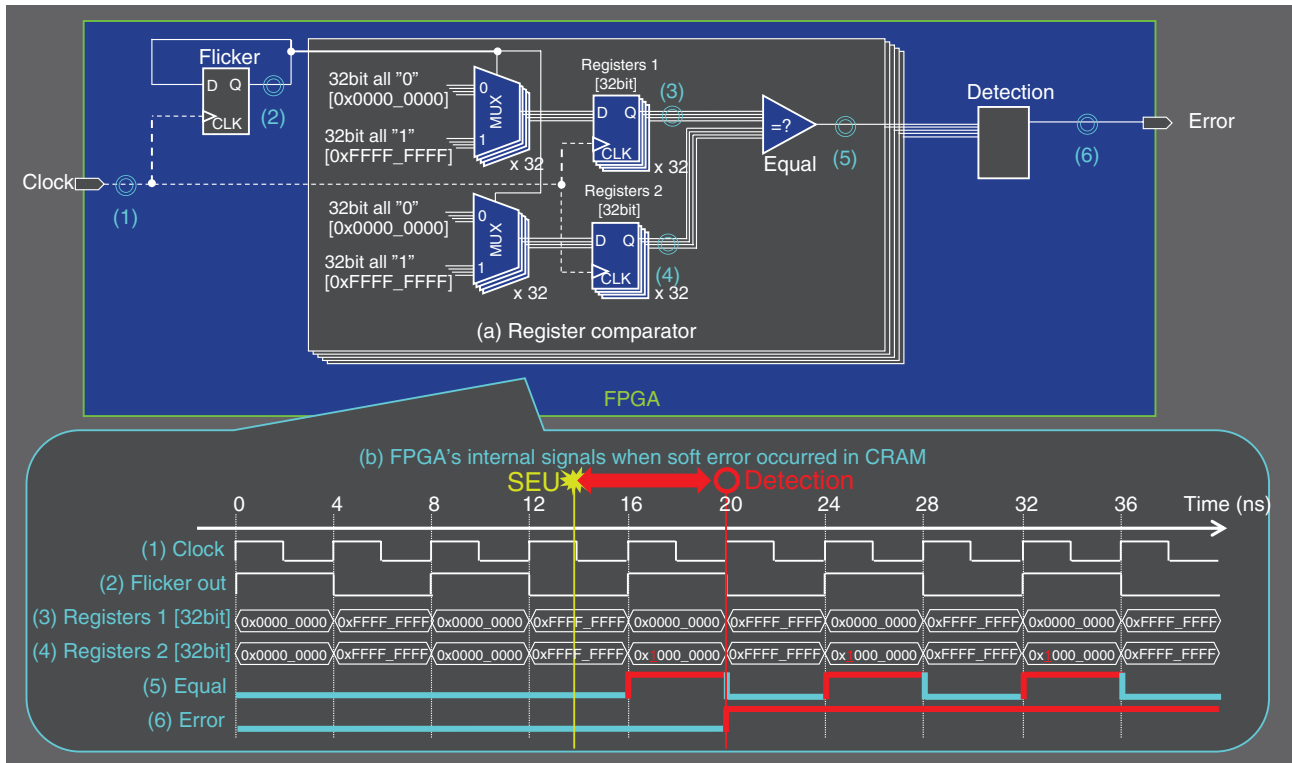 Flicker
D Q
CLK
(2)
Clock
(1)
32bit all "0"
[0x0000_0000]
32bit all "1"
[0xFFFF_FFFF]
0
1
MUX
x 32
Registers 1
[32bit]
D Q
CLK
x 32
(3)
32bit all "0"
[0x0000_0000]
32bit all "1"
[0xFFFF_FFFF]
0
1
MUX
x 32
Registers 2
[32bit]
D Q
CLK
x 32
(4)
=?
Equal
(5)
Detection
(6)
Error
(a) Register comparator
FPGA
(b) FPGA's internal signals when soft error occurred in CRAM
SEU Detection
0 4 8 12 16 20 24 28 32 36 Time (ns)
(1) Clock
(2) Flicker out
(3) Registers 1 [32bit] 0x0000_0000 0xFFFF_FFFF 0x0000_0000 0xFFFF_FFFF 0x0000_0000 0xFFFF_FFFF 0x0000_0000 0xFFFF_FFFF 0x0000_0000 0xFFFF_FFFF
(4) Registers 2 [32bit] 0x0000_0000 0xFFFF_FFFF 0x0000_0000 0xFFFF_FFFF 0x1000_0000 0xFFFF_FFFF 0x1000_0000 0xFFFF_FFFF 0x1000_0000 0xFFFF_FFFF
(5) Equal
(6) Error